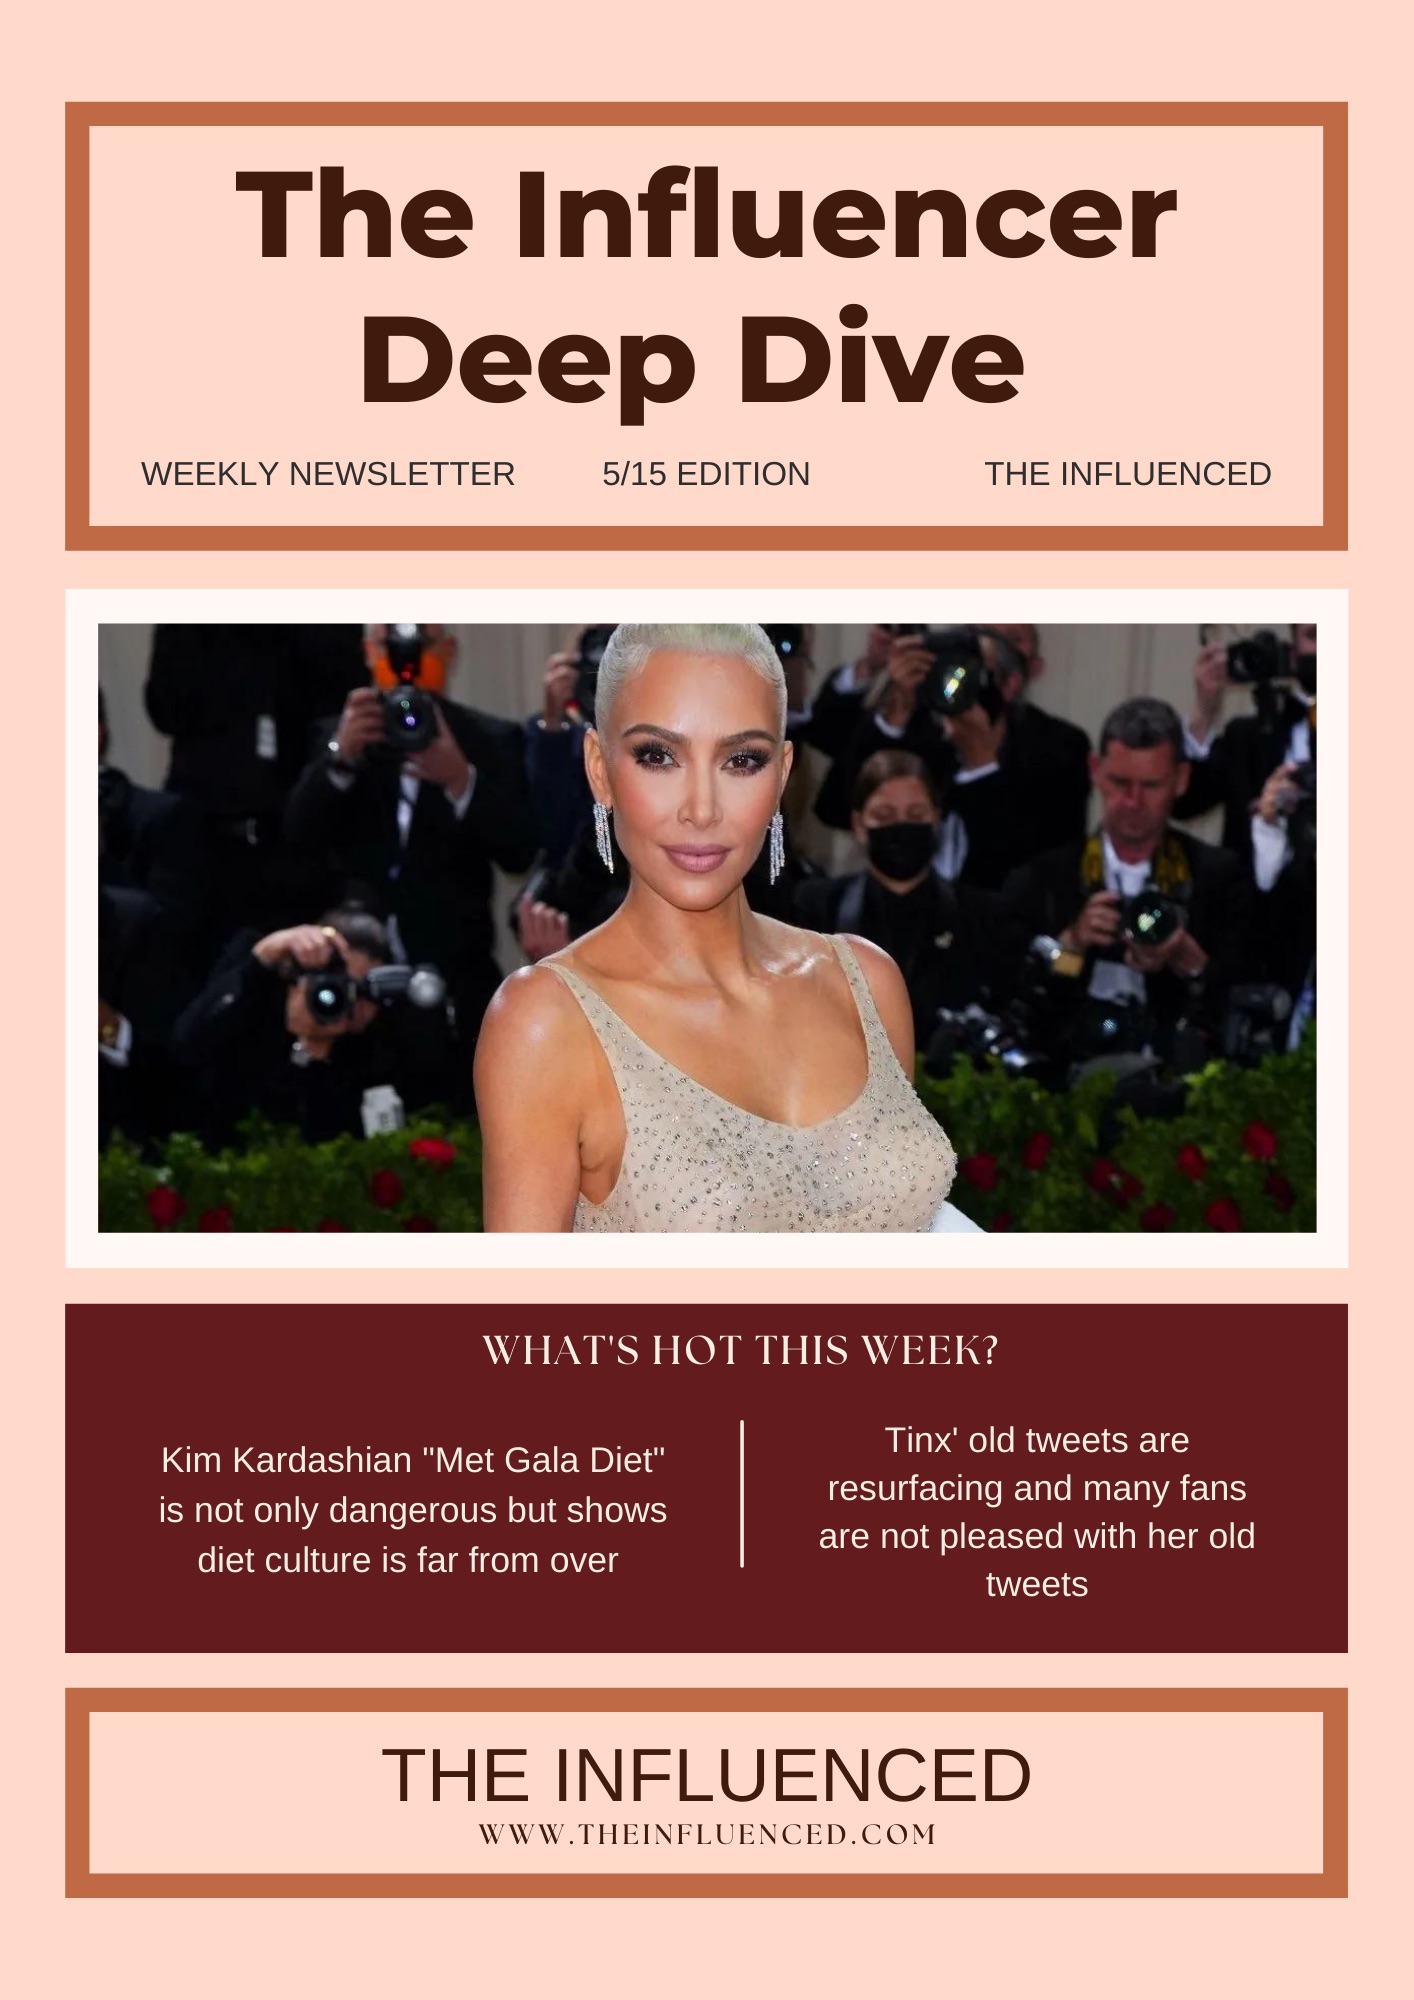 The Influencer
Deep Dive
WEEKLY NEWSLETTER 5/15 EDITION THE INFLUENCED
WHAT'S HOT THIS WEEK?
Kim Kardashian "Met Gala Diet"
is not only dangerous but shows
diet culture is far from over
Tinx' old tweets are
resurfacing and many fans
are not pleased with her old
tweets
THE INFLUENCED
WWW.THEINFLUENCED.COM